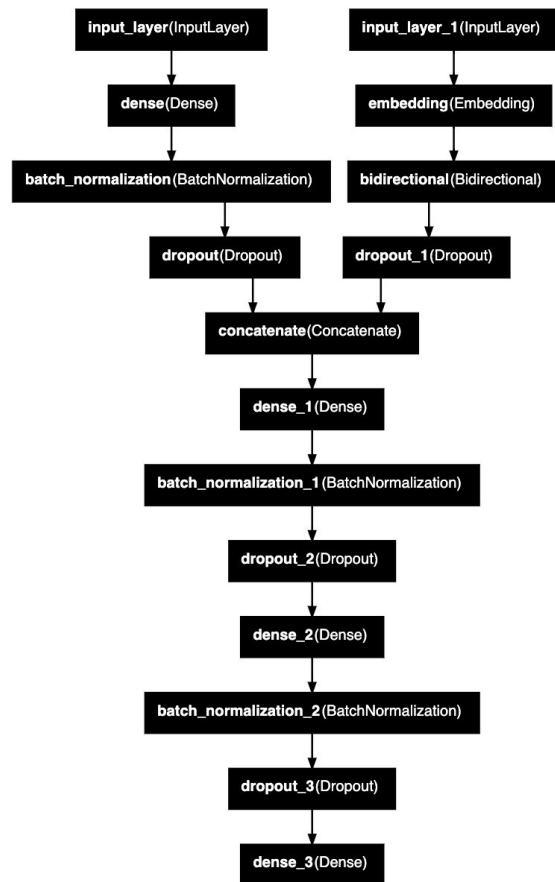 input_layer(InputLayer)
input_layer_1(InputLayer)
dense(Dense)
embedding(Embedding)
batch_normalization(BatchNormalization)
bidirectional(Bidirectional)
dropout(Dropout)
dropout_1(Dropout)
concatenate(Concatenate)
dense_1(Dense)
batch_normalization_1(BatchNormalization)
dropout_2(Dropout)
dense_2(Dense)
batch_normalization_2(BatchNormalization)
dropout_3(Dropout)
dense_3(Dense)